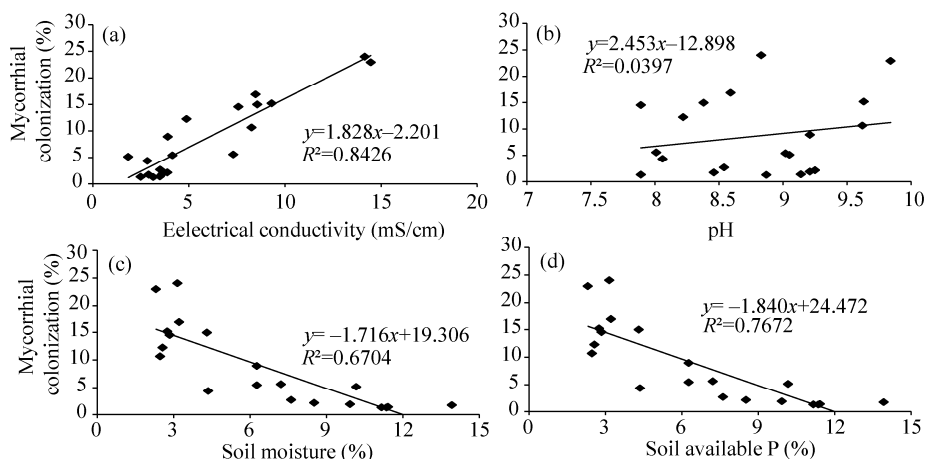 (a)
Mycorrhial
colonization (%)
30
25
20
15
10
5
0
y=1.828x–2.201
R²=0.8426
0 5 10 15 20
Eelectrical conductivity (mS/cm)
(b)
30
25
20
15
10
5
0
y=2.453x–12.898
R²=0.0397
7 7.5 8 8.5 9 9.5 10
pH
(c)
Mycorrhial
colonization (%)
30
25
20
15
10
5
0
y= –1.716x+19.306
R²=0.6704
0 3 6 9 12 15
Soil moisture (%)
(d)
30
25
20
15
10
5
0
y= –1.840x+24.472
R²=0.7672
0 3 6 9 12 15
Soil available P (%)